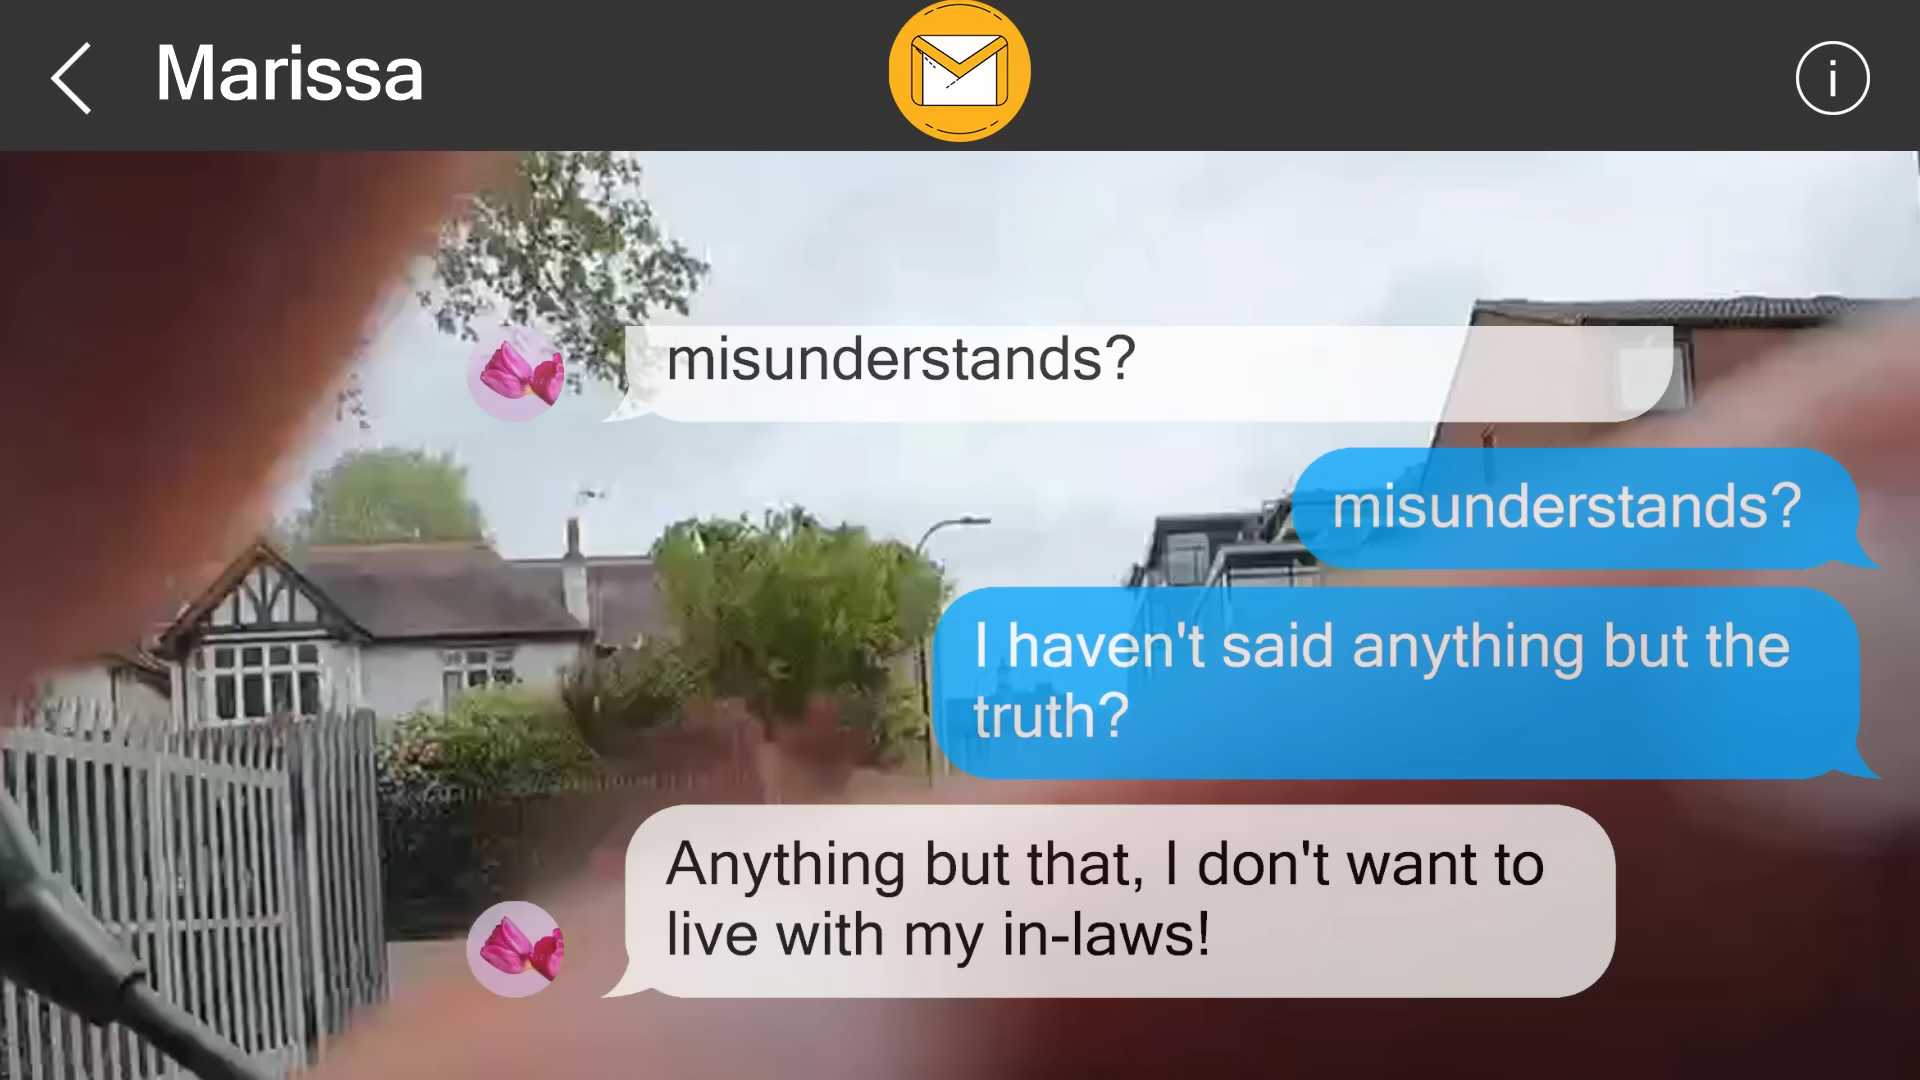 Marissa
i
misunderstands?
misunderstands?
I haven't said anything but the
truth?
Anything but that, I don't want to
live with my in-laws!